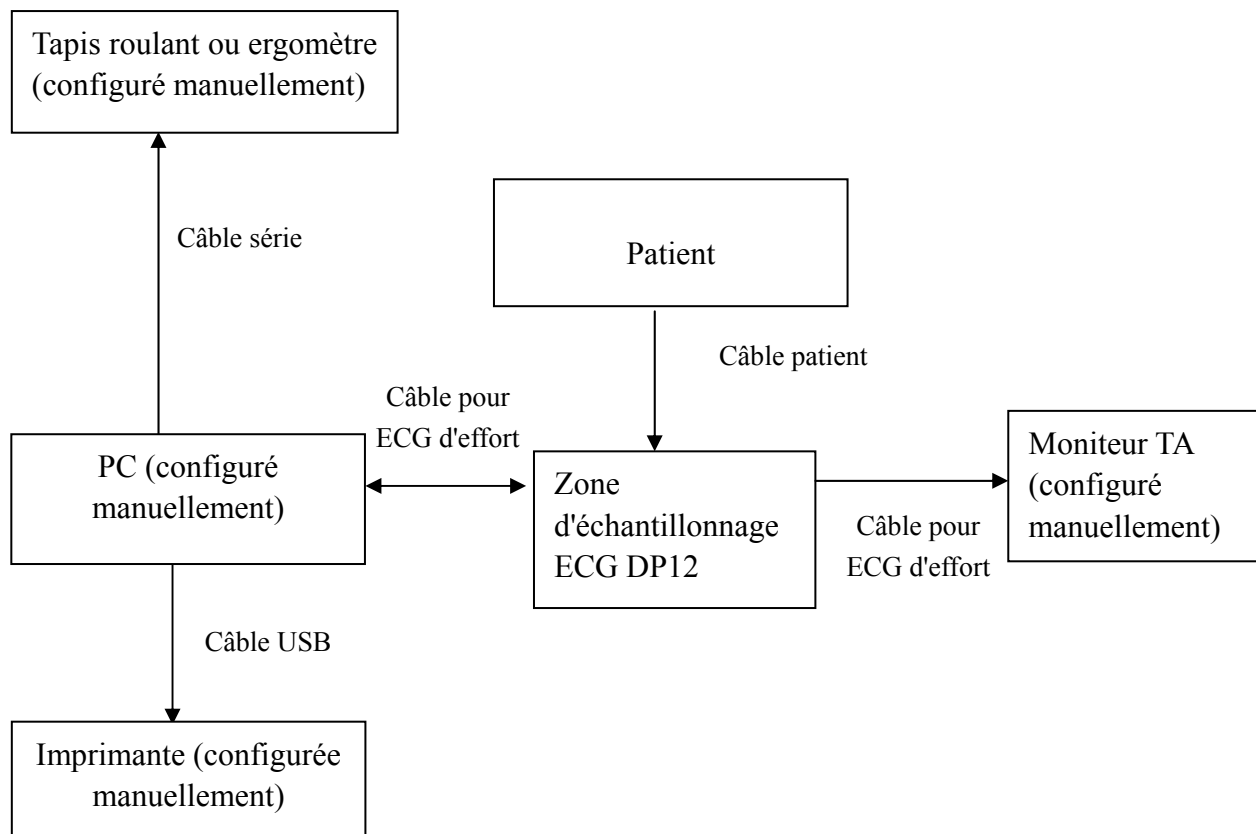 Tapis roulant ou ergomètre
(configuré manuellement)
Câble série
Patient
Câble patient
Câble pour
ECG d'effort
PC (configuré
manuellement)
Zone
d'échantillonnage
ECG DP12
Moniteur TA
(configuré
manuellement)
Câble pour
ECG d'effort
Câble USB
Imprimante (configurée
manuellement)